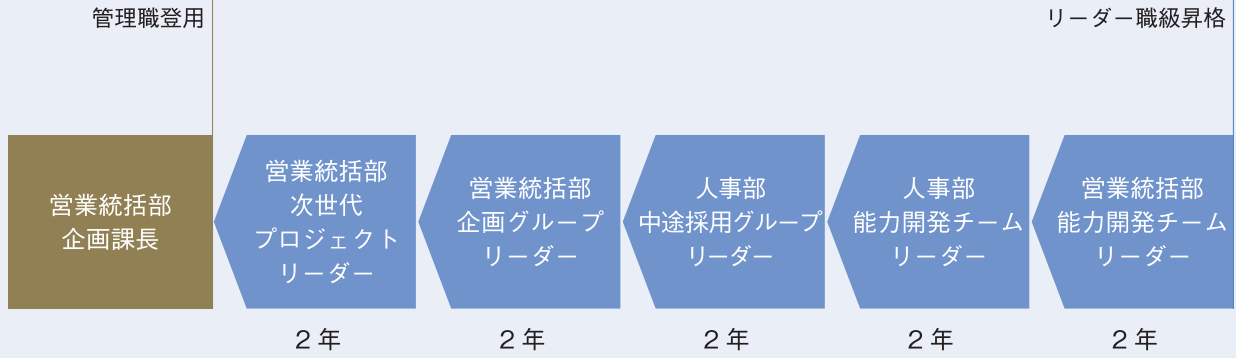 管理職登用
リーダー職級昇格
営業統括部
企画課長
営業統括部
次世代
プロジェクト
リーダー
営業統括部
企画グループ
リーダー
人事部
中途採用グループ
リーダー
人事部
能力開発チーム
リーダー
営業統括部
能力開発チーム
リーダー
2年
2年
2年
2年
2年